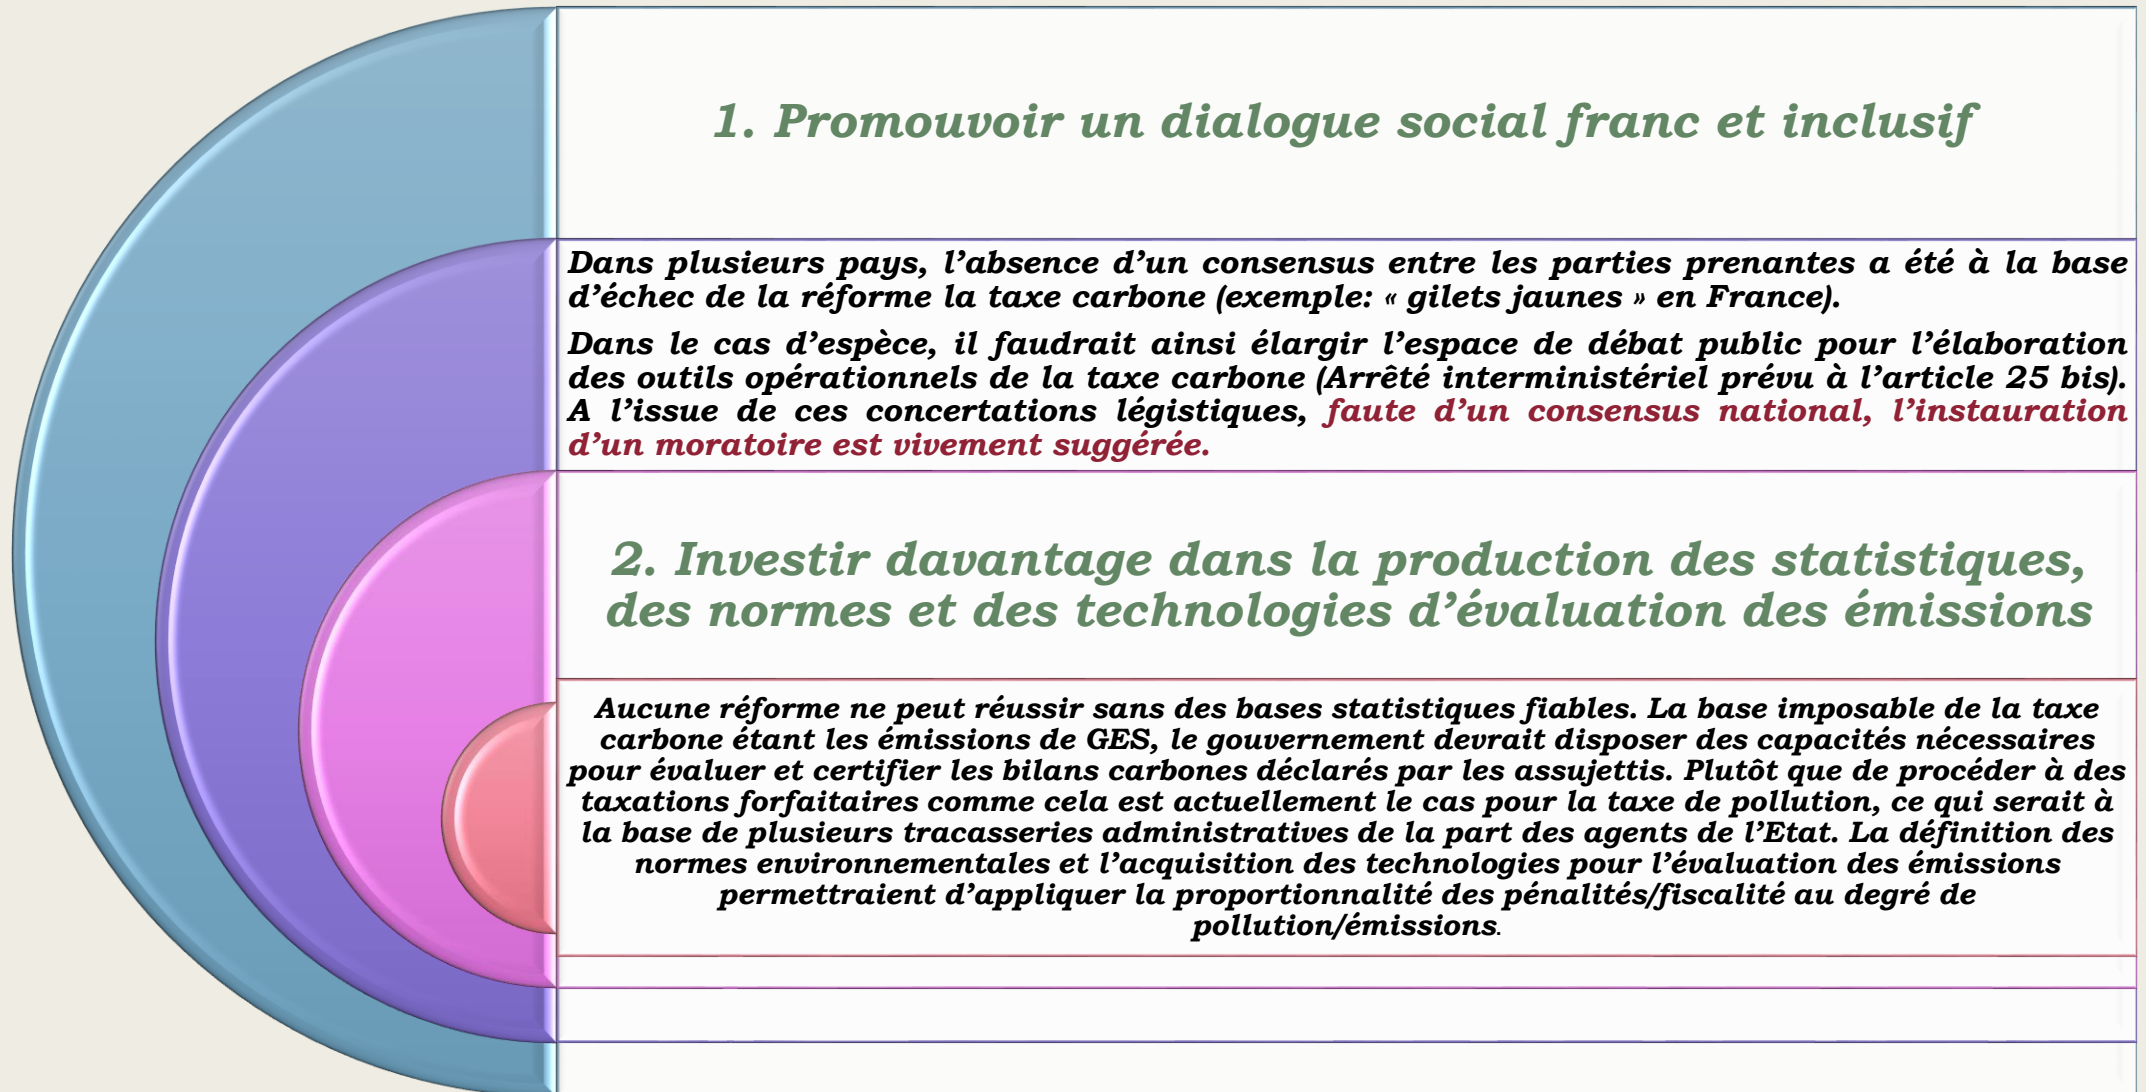 1. Promouvoir un dialogue social franc et inclusif
Dans plusieurs pays, l’absence d’un consensus entre les parties prenantes a été à la base
d’échec de la réforme la taxe carbone (exemple: « gilets jaunes » en France).
Dans le cas d’espèce, il faudrait ainsi élargir l’espace de débat public pour l’élaboration
des outils opérationnels de la taxe carbone (Arrêté interministériel prévu à l’article 25 bis).
A l’issue de ces concertations légistiques, faute d’un consensus national, l’instauration
d’un moratoire est vivement suggérée.
2. Investir davantage dans la production des statistiques,
des normes et des technologies d’évaluation des émissions
Aucune réforme ne peut réussir sans des bases statistiques fiables. La base imposable de la taxe
carbone étant les émissions de GES, le gouvernement devrait disposer des capacités nécessaires
pour évaluer et certifier les bilans carbones déclarés par les assujettis. Plutôt que de procéder à des
taxations forfaitaires comme cela est actuellement le cas pour la taxe de pollution, ce qui serait à
la base de plusieurs tracasseries administratives de la part des agents de l’Etat. La définition des
normes environnementales et l’acquisition des technologies pour l’évaluation des émissions
permettraient d’appliquer la proportionnalité des pénalités/fiscalité au degré de
pollution/émissions.